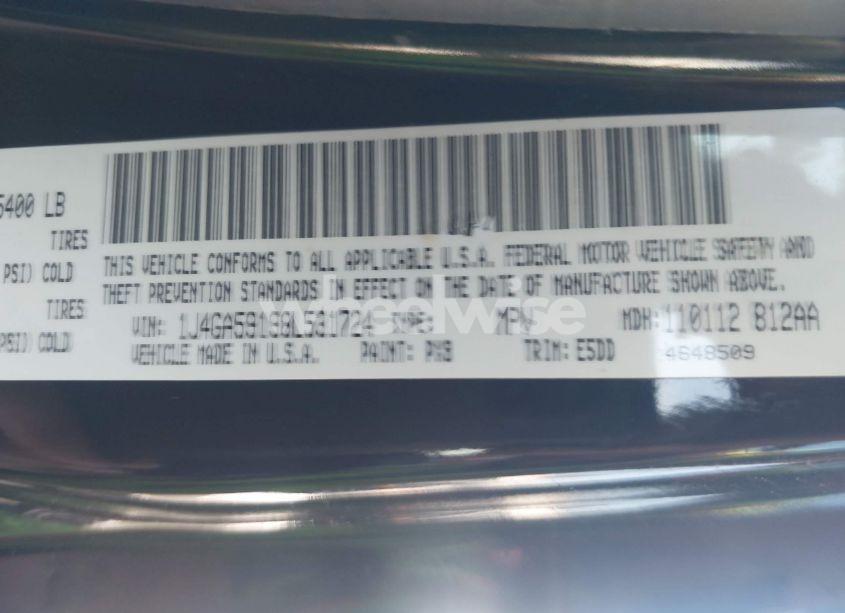 5400 LB
TIRES
PSI) COLD
TIRES
PSI) COLD
THIS VEHICLE CONFORMS TO ALL APPLICABLE U.S.A. FEDERAL MOTOR VEHICLE SAFETY AND
THEFT PREVENTION STANDARDS IN EFFECT ON THE DATE OF MANUFACTURE SHOWN ABOVE.
VIN: TYPE: MPV MDH: 110112 812AA
VEHICLE MADE IN U.S.A. PAINT: PXB TRIM: E5DD 4648509
wheelwise